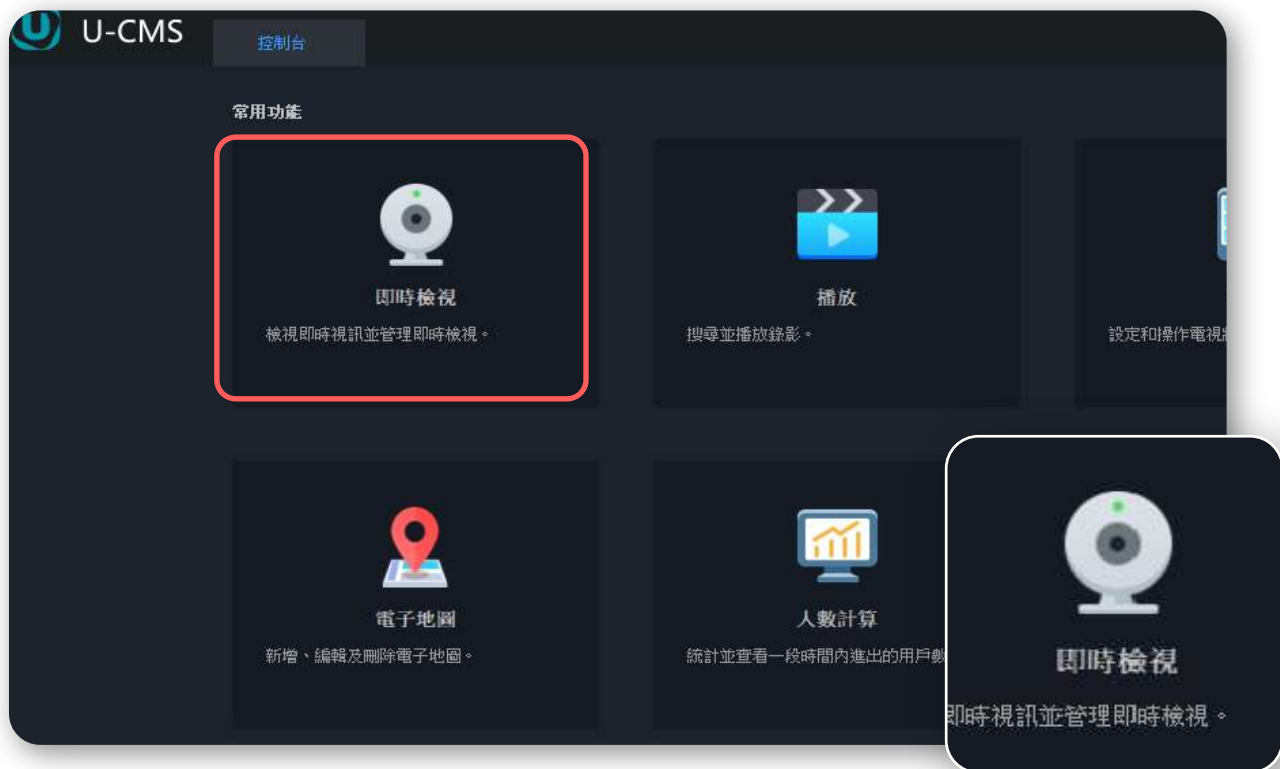 U-CMS
控制台
常用功能
即時檢視
檢視即時視訊並管理即時檢視。
播放
搜尋並播放錄影。
設定和操作電視
電子地圖
新增、編輯及刪除電子地圖。
人數計算
統計並查看一段時間內進出的用戶數
即時檢視
即時視訊並管理即時檢視。